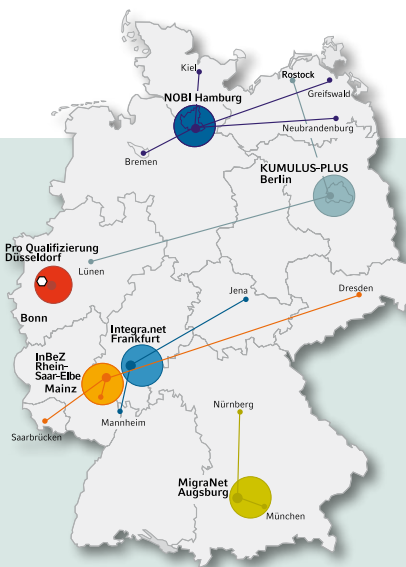 Kiel
Rostock
NOBI Hamburg
Greifswald
Neubrandenburg
Bremen
KUMULUS-PLUS
Berlin
Pro Qualifizierung
Düsseldorf
Lünen
Jena
Dresden
Bonn
Integra.net
Frankfurt
InBeZ
Rhein-
Saar-Elbe
Mainz
Nürnberg
Mannheim
Saarbrücken
MigraNet
Augsburg
München